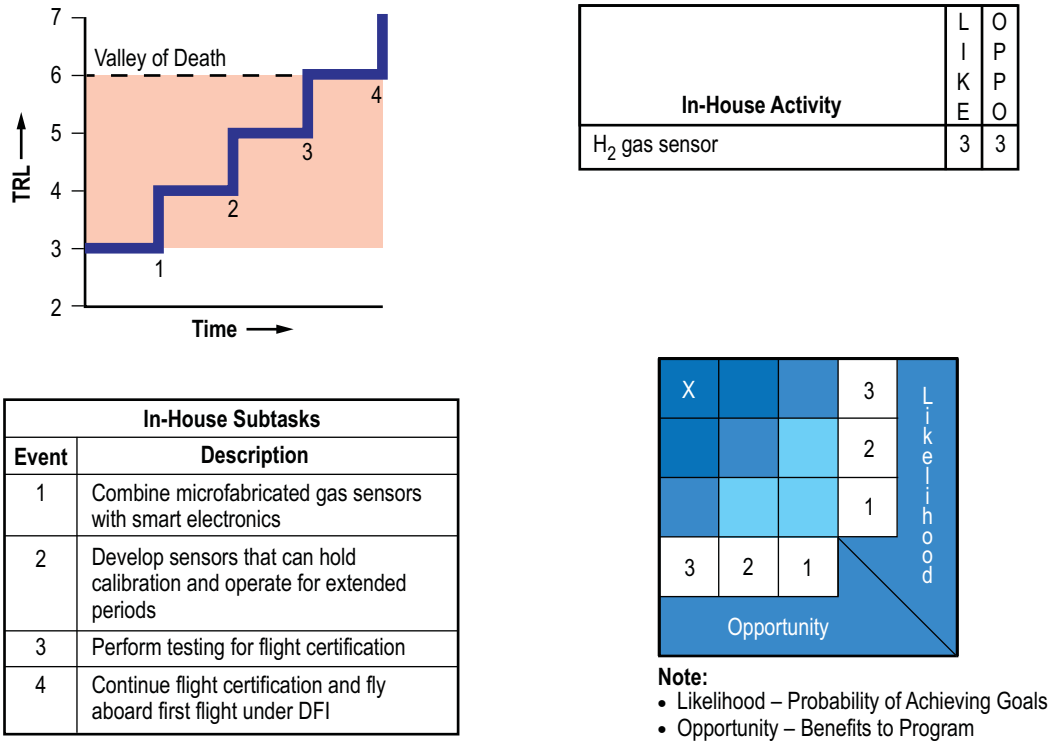 7
6
5
4
3
2
TRL
Valley of Death
1
2
3
4
Time
In-House Activity
LIKE
OPPO
H2 gas sensor
3
3
In-House Subtasks
Event
Description
1
Combine microfabricated gas sensors
with smart electronics
2
Develop sensors that can hold
calibration and operate for extended
periods
3
Perform testing for flight certification
4
Continue flight certification and fly
aboard first flight under DFI
X
3
2
1
3 2 1
Likelihood
Opportunity
Note:
• Likelihood – Probability of Achieving Goals
• Opportunity – Benefits to Program